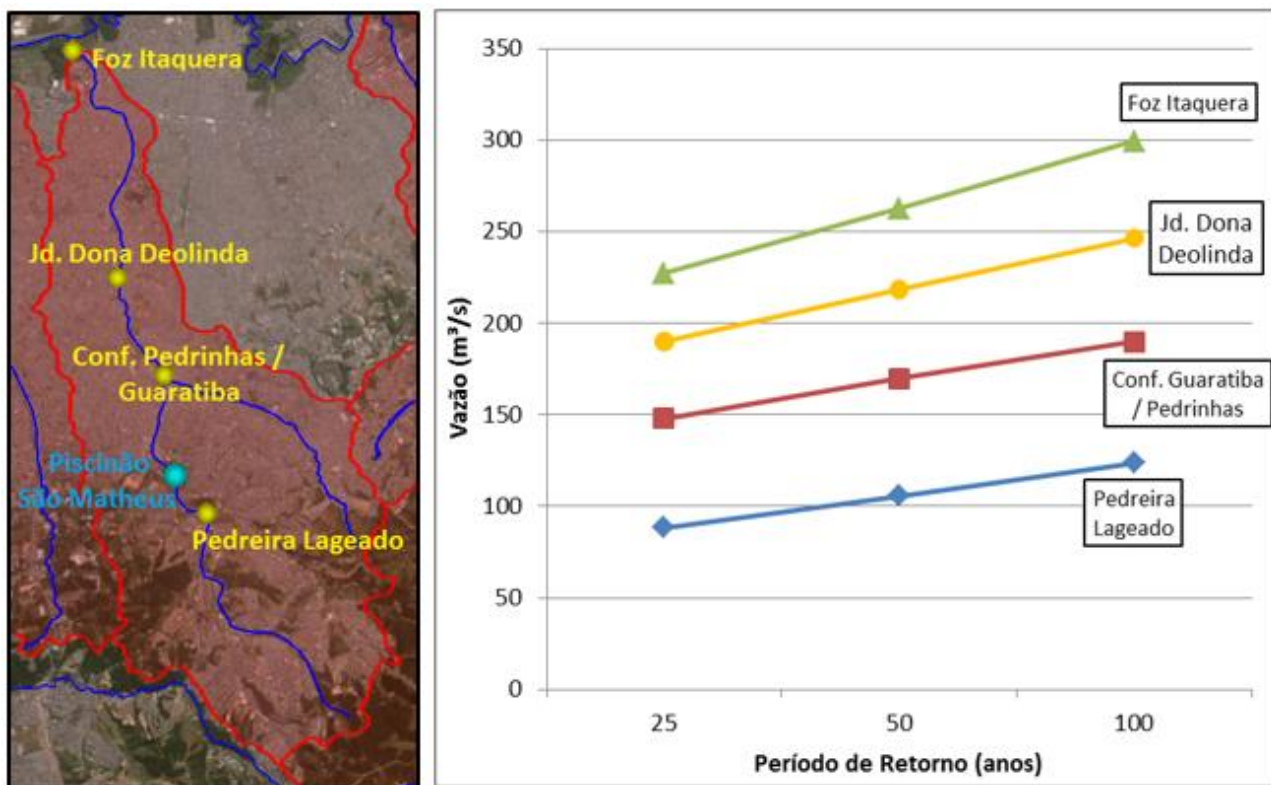 Foz Itaquera
Jd. Dona Deolinda
Conf. Pedrinhas /
Guaratiba
Piscinão
São Matheus
Pedreira Lageado
350
300
250
200
150
100
50
0
Vazão (m³/s)
25
50
100
Período de Retorno (anos)
Foz Itaquera
Jd. Dona
Deolinda
Conf. Guaratiba
/ Pedrinhas
Pedreira
Lageado